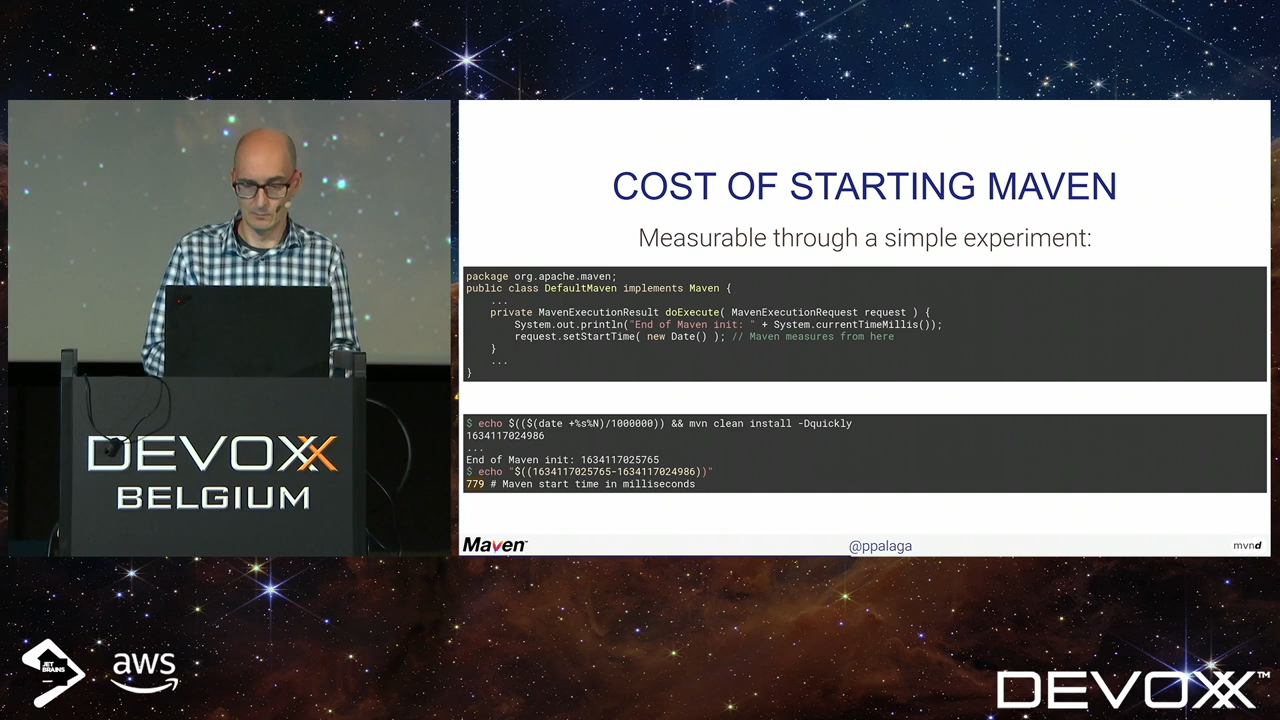 COST OF STARTING MAVEN
Measurable through a simple experiment:
package org.apache.maven;
public class DefaultMaven implements Maven {
...
private MavenExecutionResult doExecute( MavenExecutionRequest request ) {
System.out.println("End of Maven init: " + System.currentTimeMillis());
request.setStartTime( new Date() ); // Maven measures from here
}
...
}
$ echo $(($(date +%s%N)/1000000)) && mvn clean install -Dquickly
1634117024986
...
End of Maven init: 1634117025765
$ echo "$((1634117025765-1634117024986))"
779 # Maven start time in milliseconds
Maven™
@ppalaga
mvnd
DEVOXX
BELGIUM
JET
BRAINS
aws
DEVOXX™